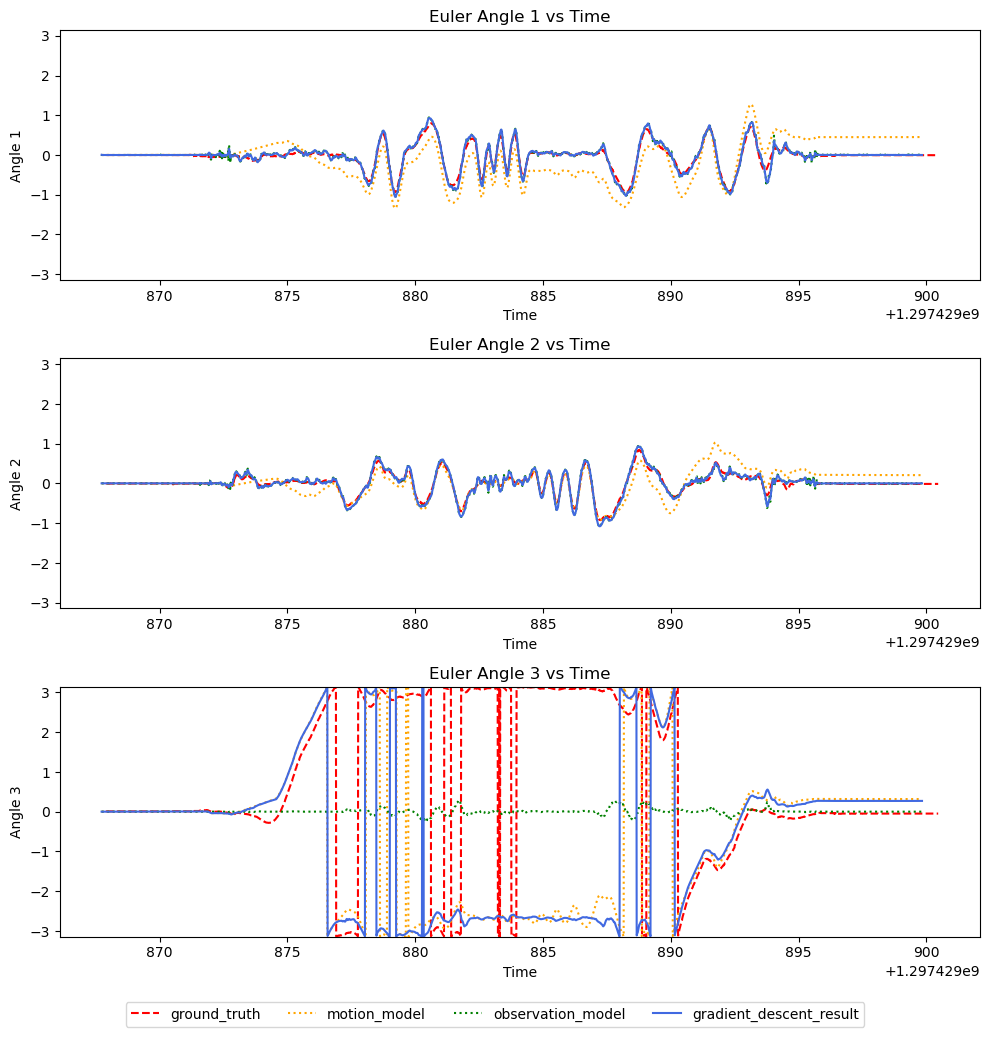 Euler Angle 1 vs Time
3
2
1
0
−1
−2
−3
Angle 1
870 875 880 885 890 895 900
Time
+1.297429e9
Euler Angle 2 vs Time
3
2
1
0
−1
−2
−3
Angle 2
870 875 880 885 890 895 900
Time
+1.297429e9
Euler Angle 3 vs Time
3
2
1
0
−1
−2
−3
Angle 3
870 875 880 885 890 895 900
Time
+1.297429e9
ground_truth motion_model observation_model gradient_descent_result